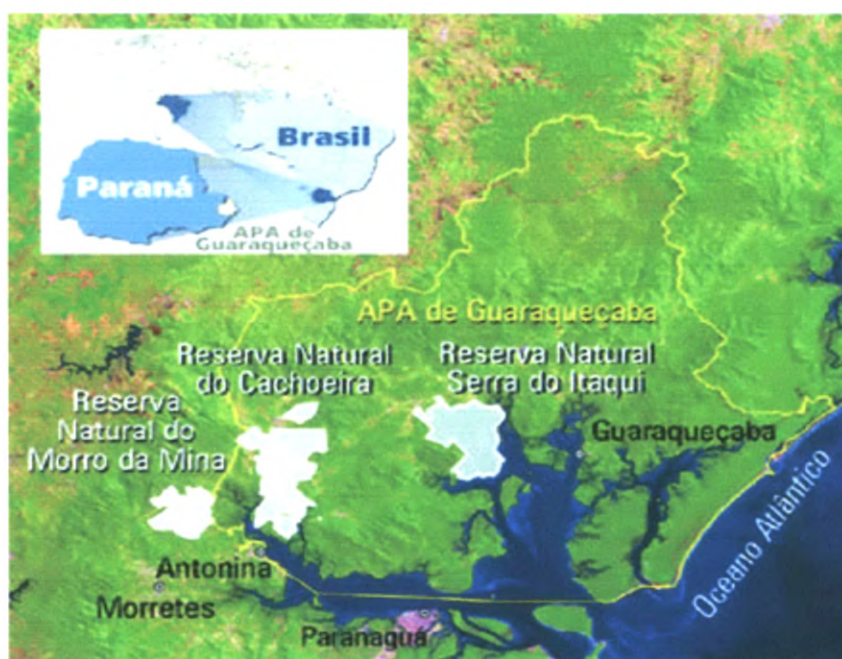 Brasil
Paraná
APA de
Guaraqueçaba
APA de Guaraqueçaba
Reserva Natural
do Cachoeira
Reserva Natural
Serra do Itaqui
Reserva
Natural do
Morro da Mina
Guaraqueçaba
Oceano Atlântico
Antonina
Morretes
Paranaguá